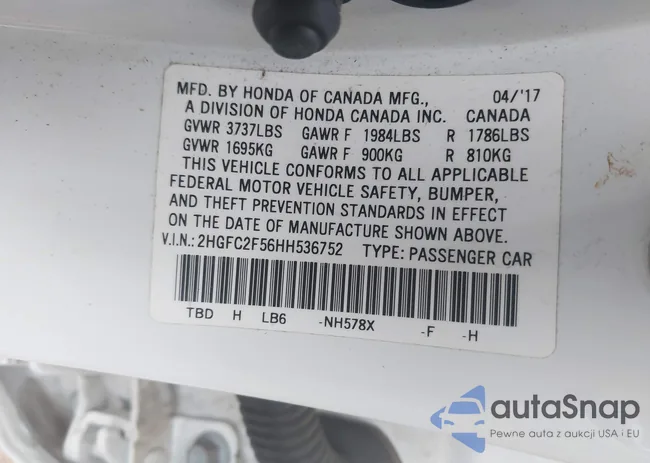 MFD. BY HONDA OF CANADA MFG., 04/'17
A DIVISION OF HONDA CANADA INC. CANADA
GVWR 3737LBS GAWR F 1984LBS R 1786LBS
GVWR 1695KG GAWR F 900KG R 810KG
THIS VEHICLE CONFORMS TO ALL APPLICABLE
FEDERAL MOTOR VEHICLE SAFETY, BUMPER,
AND THEFT PREVENTION STANDARDS IN EFFECT
ON THE DATE OF MANUFACTURE SHOWN ABOVE.
V.I.N.: 2HGFC2F56HH536752 TYPE: PASSENGER CAR
TBD H LB6 -NH578X -F -H
autaSnap
Pewne auta z aukcji USA i EU